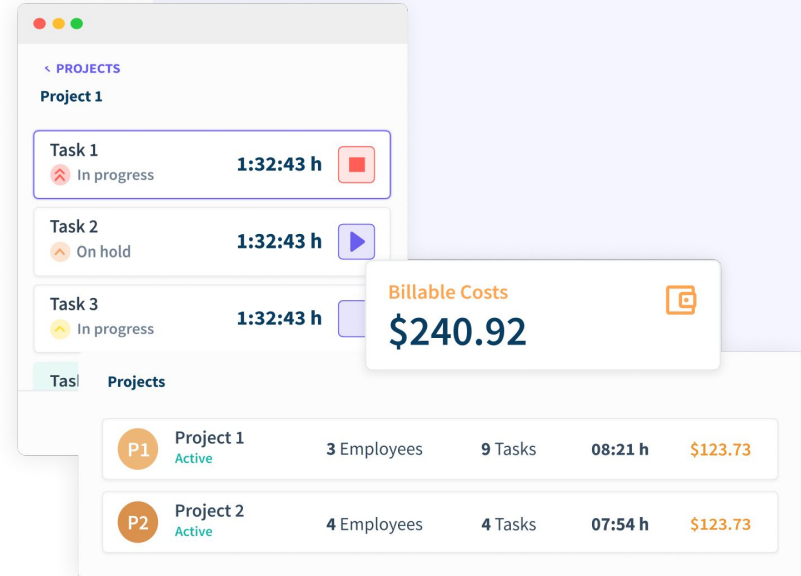 < PROJECTS
Project 1
Task 1
In progress
1:32:43 h
Task 2
On hold
1:32:43 h
Task 3
In progress
1:32:43 h
Billable Costs
$240.92
Projects
P1
Project 1
Active
3 Employees
9 Tasks
08:21 h
$123.73
P2
Project 2
Active
4 Employees
4 Tasks
07:54 h
$123.73